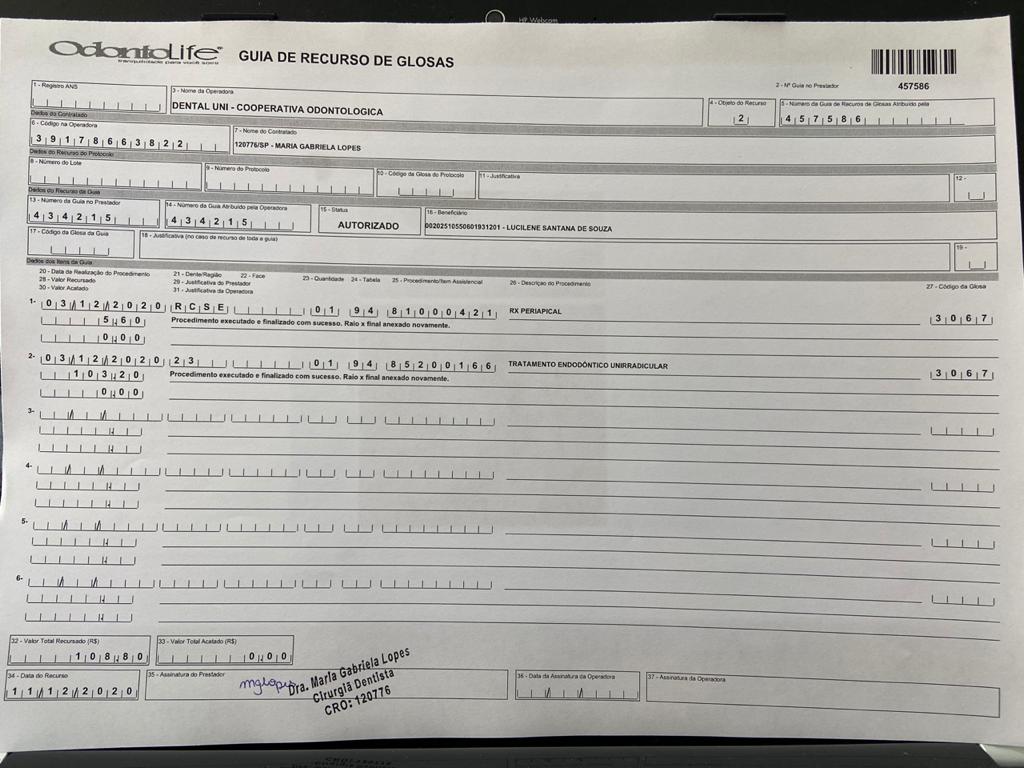 HP Webcam
OdontoLife
tranquilidade para você sorrir
GUIA DE RECURSO DE GLOSAS
2 - Nº Guia no Prestador
457586
1 - Registro ANS
3 - Nome da Operadora
DENTAL UNI - COOPERATIVA ODONTOLOGICA
4 - Objeto do Recurso
2
5 - Número da Guia de Recuros de Glosas Atribuido pela
457586
Dados do Contratado
6 - Código na Operadora
39178663822
7 - Nome do Contratado
120776/SP - MARIA GABRIELA LOPES
Dados do Recurso do Protocolo
8 - Número do Lote
9 - Número do Protocolo
10 - Código da Glosa do Protocolo
11 - Justificativa
12 -
Dados do Recurso da Guia
13 - Número da Guia no Prestador
434215
14 - Número da Guia Atribuido pela Operadora
434215
15 - Status
AUTORIZADO
16 - Beneficiário
00202510550601931201 - LUCILENE SANTANA DE SOUZA
17 - Código da Glosa da Guia
18 - Justificativa (no caso de recurso de toda a guia)
19 -
Dados dos Itens da Guia
20 - Data de Realização do Procedimento 21 - Dente/Região 22 - Face 23 - Quantidade 24 - Tabela 25 - Procedimento/Item Assistencial 26 - Descriçao do Procedimento 27 - Código da Glosa
28 - Valor Recursado 29 - Justificativa do Prestador
30 - Valor Acatado 31 - Justificativa da Operadora
1- 03/12/2020 RCSE 01 94 81000421 RX PERIAPICAL 3067
5,60 Procedimento executado e finalizado com sucesso. Raio x final anexado novamente.
0,00
2- 03/12/2020 23 01 94 85200166 TRATAMENTO ENDODÔNTICO UNIRRADICULAR 3067
103,20 Procedimento executado e finalizado com sucesso. Raio x final anexado novamente.
0,00
3-
4-
5-
6-
32 - Valor Total Recursado (R$)
108,80
33 - Valor Total Acatado (R$)
0,00
34 - Data do Recurso
11/12/2020
35 - Assinatura do Prestador
mglopes
Dra. Maria Gabriela Lopes
Cirurgiã Dentista
CRO: 120776
36 - Data da Assinatura da Operadora
37 - Assinatura da Operadora